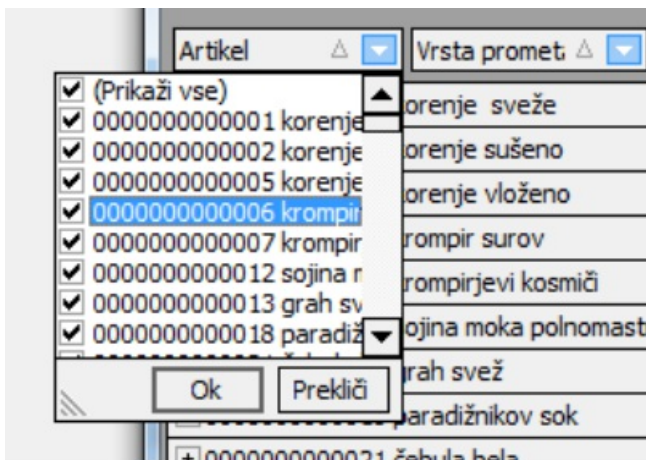 Artikel
Vrsta promet
(Prikaži vse)
0000000000001 korenje
0000000000002 korenje
0000000000005 korenje
0000000000006 krompir
0000000000007 krompir
0000000000012 sojina
0000000000013 grah sv
0000000000018 paradiž
Ok
Prekliči
orenje sveže
orenje sušeno
orenje vloženo
rompir surov
rompirjevi kosmiči
ojina moka polnomast
rah svež
paradižnikov sok
0000000000021 čebula bela